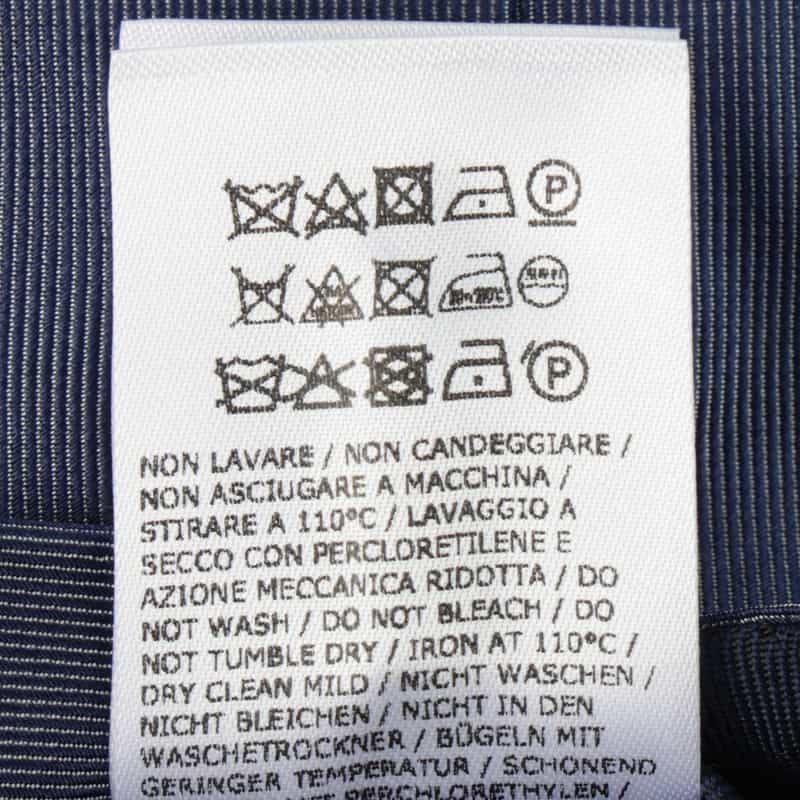 P
P
NON LAVARE / NON CANDEGGIARE /
NON ASCIUGARE A MACCHINA /
STIRARE A 110°C / LAVAGGIO A
SECCO CON PERCLORETILENE E
AZIONE MECCANICA RIDOTTA / DO
NOT WASH / DO NOT BLEACH / DO
NOT TUMBLE DRY / IRON AT 110°C /
DRY CLEAN MILD / NICHT WASCHEN /
NICHT BLEICHEN / NICHT IN DEN
WASCHETROCKNER / BÜGELN MIT
GERINGER TEMPERATUR / SCHONEND
MIT PERCHLORETHYLEN /